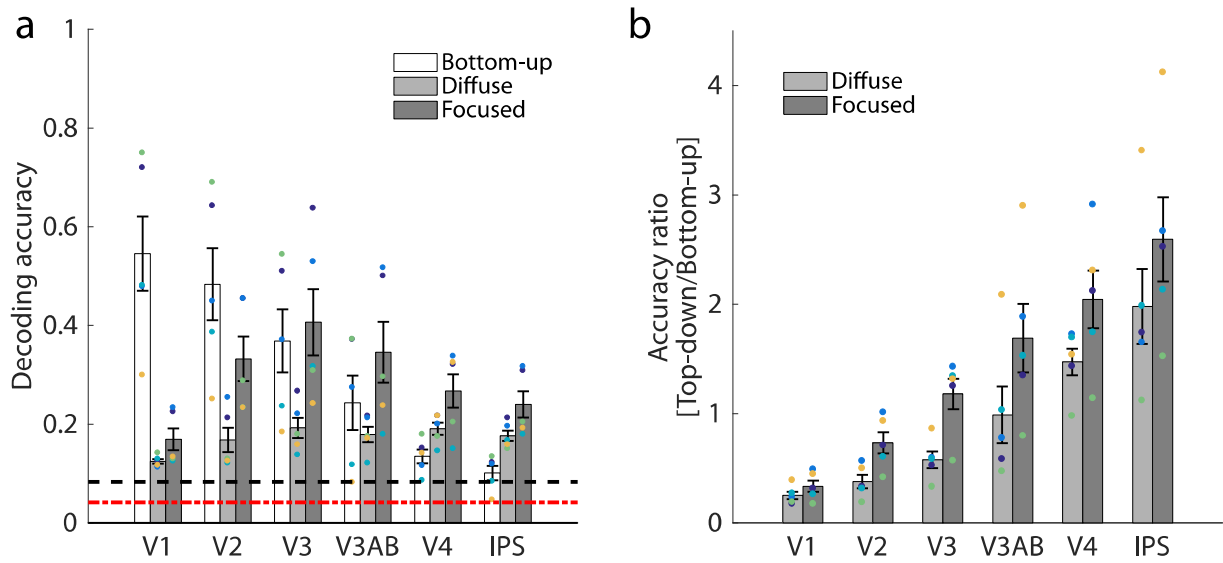 a
1
0.8
0.6
0.4
0.2
0
Decoding accuracy
Bottom-up
Diffuse
Focused
V1 V2 V3 V3AB V4 IPS
b
4
3
2
1
0
Accuracy ratio
[Top-down/Bottom-up]
Diffuse
Focused
V1 V2 V3 V3AB V4 IPS